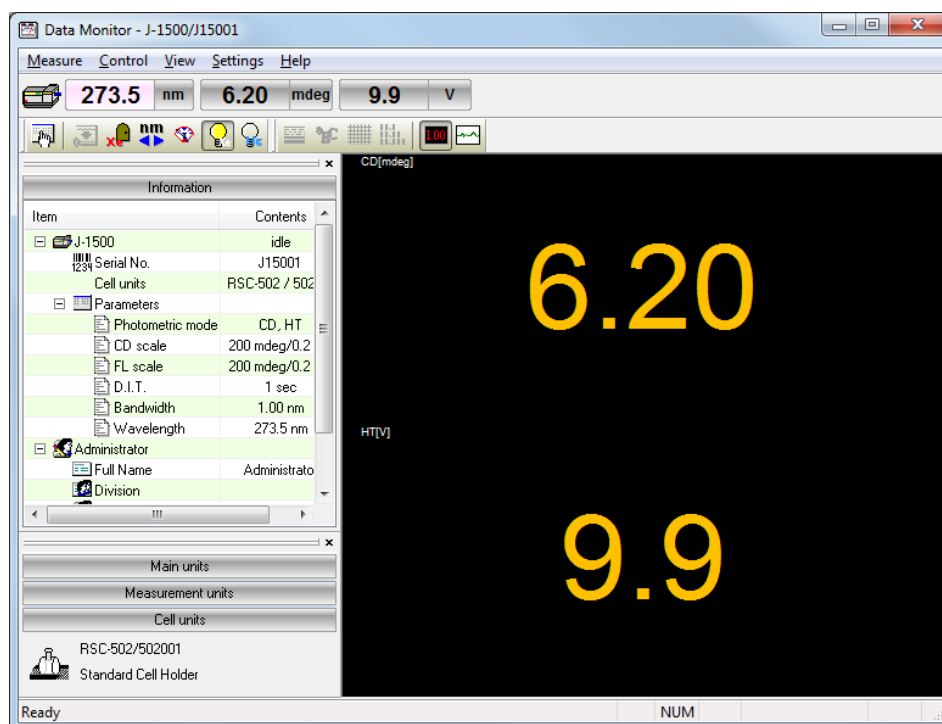 Data Monitor - J-1500/J15001
Measure Control View Settings Help
273.5 nm 6.20 mdeg 9.9 V
nm 1.00
Information
Item Contents
J-1500 idle
1234 Serial No. J15001
Cell units RSC-502 / 502
Parameters
Photometric mode CD, HT
CD scale 200 mdeg/0.2
FL scale 200 mdeg/0.2
D.I.T. 1 sec
Bandwidth 1.00 nm
Wavelength 273.5 nm
Administrator
Full Name Administrato
Division
Main units
Measurement units
Cell units
RSC-502/502001
Standard Cell Holder
CD[mdeg]
6.20
HT[V]
9.9
Ready NUM